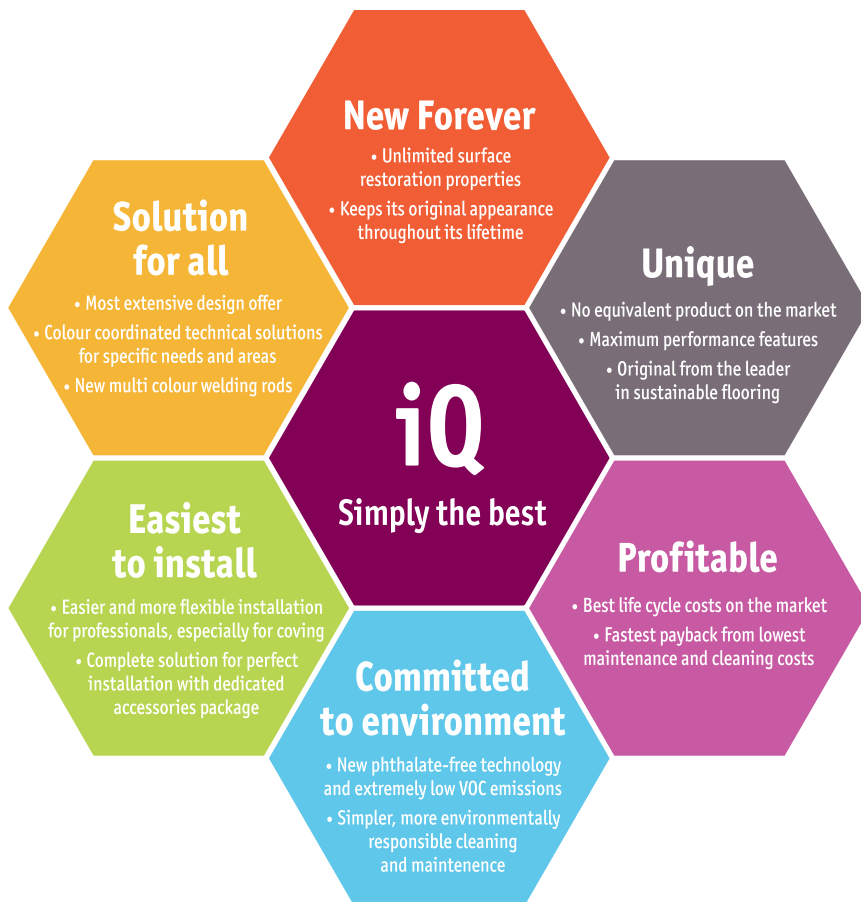 New Forever
• Unlimited surface
restoration properties
• Keeps its original appearance
throughout its lifetime
Solution
for all
• Most extensive design offer
• Colour coordinated technical solutions
for specific needs and areas
• New multi colour welding rods
Unique
• No equivalent product on the market
• Maximum performance features
• Original from the leader
in sustainable flooring
iQ
Simply the best
Easiest
to install
• Easier and more flexible installation
for professionals, especially for coving
• Complete solution for perfect
installation with dedicated
accessories package
Profitable
• Best life cycle costs on the market
• Fastest payback from lowest
maintenance and cleaning costs
Committed
to environment
• New phthalate-free technology
and extremely low VOC emissions
• Simpler, more environmentally
responsible cleaning
and maintenence